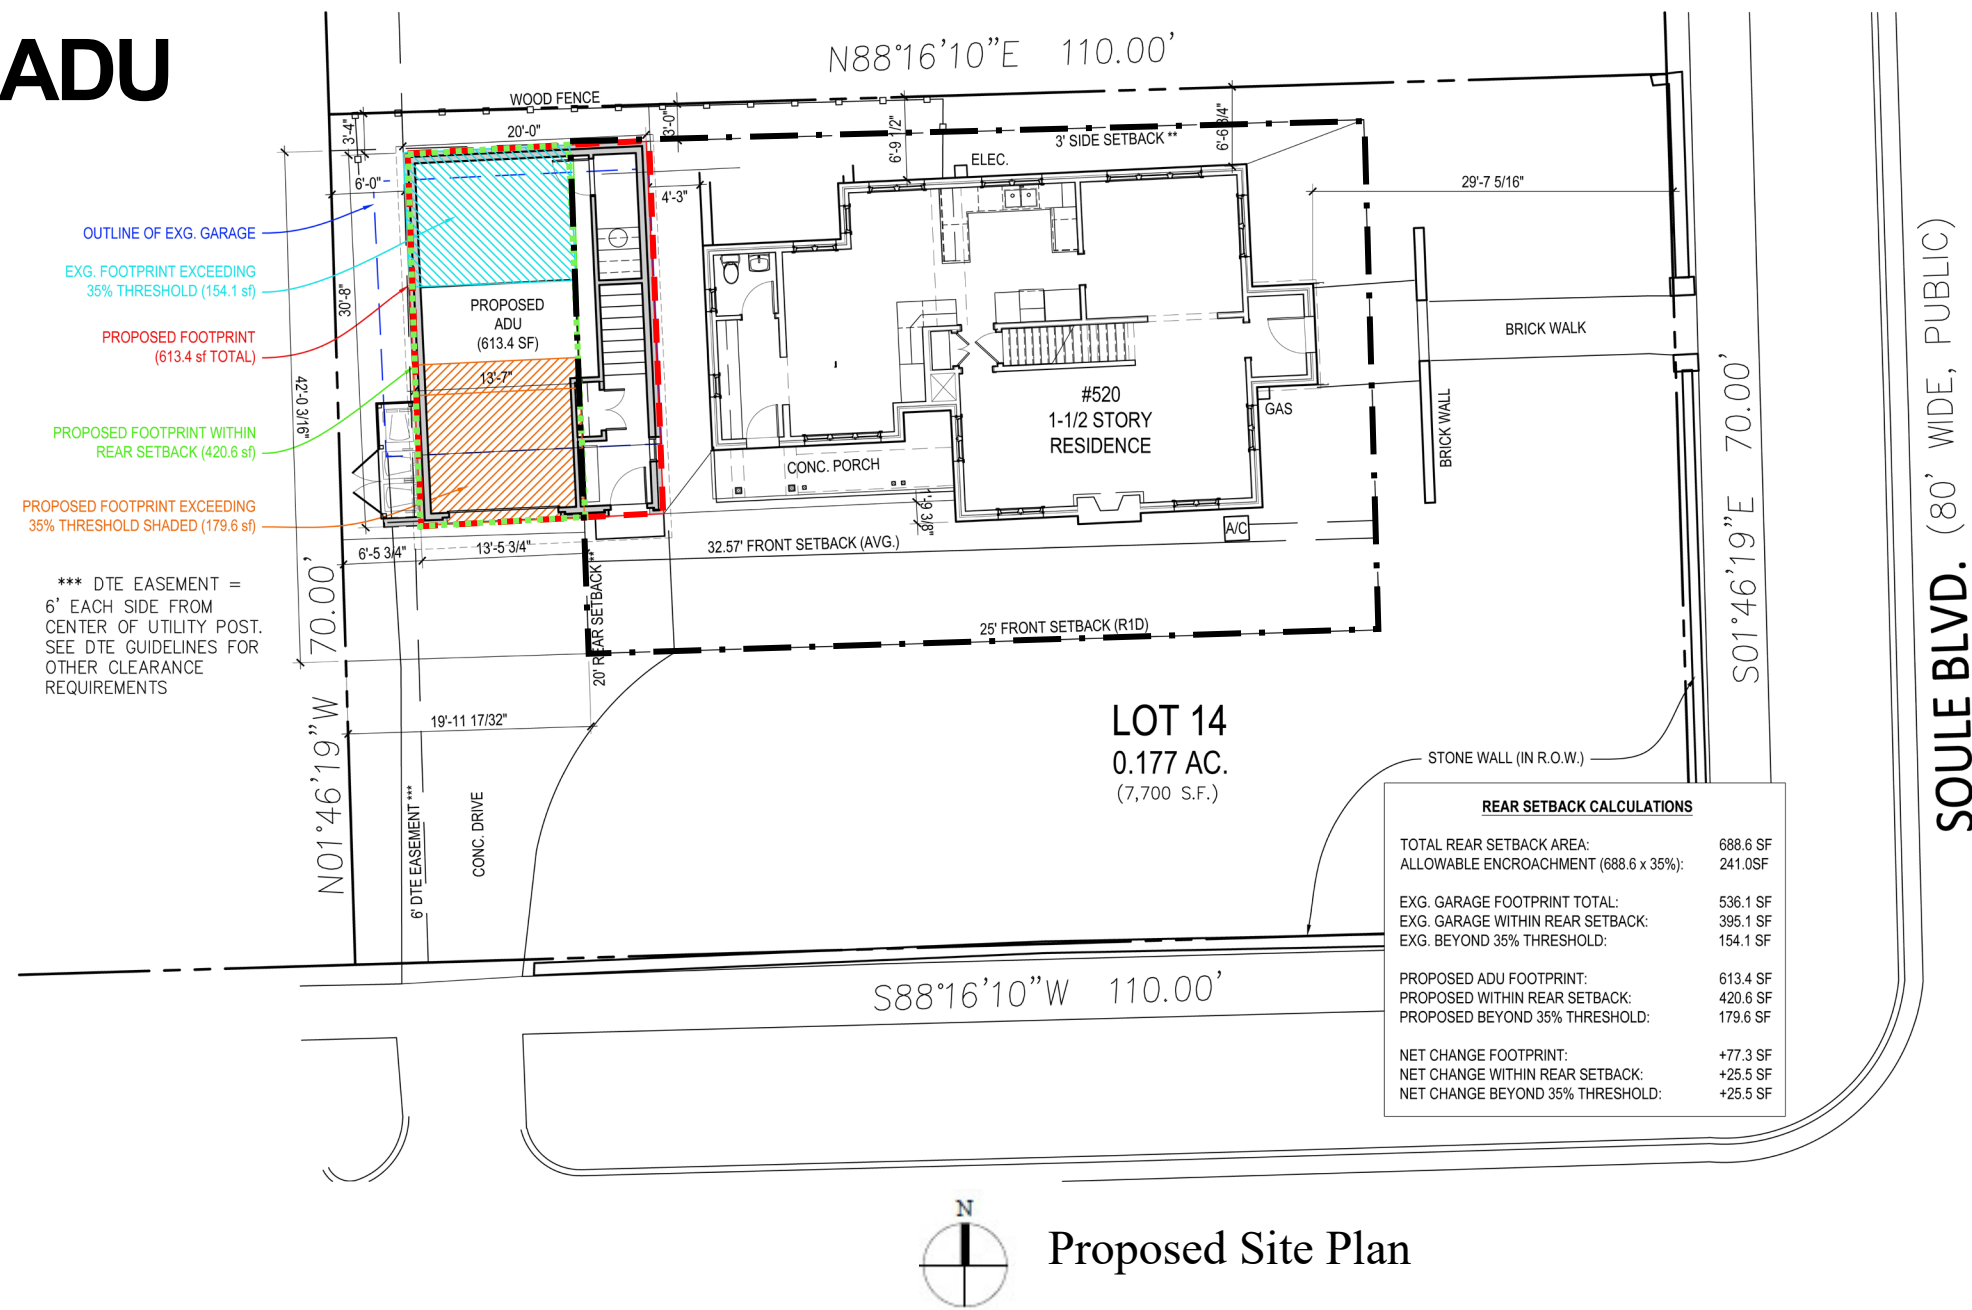 ADU
N88°16'10"E 110.00'
WOOD FENCE
20'-0"
3'-4"
3'-0"
6'-9 1/2"
6'-6 3/4"
3' SIDE SETBACK **
ELEC.
6'-0"
4'-3"
29'-7 5/16"
OUTLINE OF EXG. GARAGE
EXG. FOOTPRINT EXCEEDING
35% THRESHOLD (154.1 sf)
30'-8"
PROPOSED
ADU
(613.4 SF)
PROPOSED FOOTPRINT
(613.4 sf TOTAL)
BRICK WALK
13'-7"
42'-0 3/16"
#520
1-1/2 STORY
RESIDENCE
GAS
BRICK WALL
PROPOSED FOOTPRINT WITHIN
REAR SETBACK (420.6 sf)
CONC. PORCH
PROPOSED FOOTPRINT EXCEEDING
35% THRESHOLD SHADED (179.6 sf)
A/C
6'-5 3/4"
13'-5 3/4"
32.57' FRONT SETBACK (AVG.)
*** DTE EASEMENT =
6' EACH SIDE FROM
CENTER OF UTILITY POST.
SEE DTE GUIDELINES FOR
OTHER CLEARANCE
REQUIREMENTS
20' REAR SETBACK **
25' FRONT SETBACK (R1D)
N01°46'19"W 70.00'
S01°46'19"E 70.00'
SOULE BLVD. (80' WIDE, PUBLIC)
19'-11 17/32"
LOT 14
0.177 AC.
(7,700 S.F.)
STONE WALL (IN R.O.W.)
6' DTE EASEMENT ***
CONC. DRIVE
REAR SETBACK CALCULATIONS
TOTAL REAR SETBACK AREA: 688.6 SF
ALLOWABLE ENCROACHMENT (688.6 x 35%): 241.0SF
EXG. GARAGE FOOTPRINT TOTAL: 536.1 SF
EXG. GARAGE WITHIN REAR SETBACK: 395.1 SF
EXG. BEYOND 35% THRESHOLD: 154.1 SF
PROPOSED ADU FOOTPRINT: 613.4 SF
PROPOSED WITHIN REAR SETBACK: 420.6 SF
PROPOSED BEYOND 35% THRESHOLD: 179.6 SF
NET CHANGE FOOTPRINT: +77.3 SF
NET CHANGE WITHIN REAR SETBACK: +25.5 SF
NET CHANGE BEYOND 35% THRESHOLD: +25.5 SF
S88°16'10"W 110.00'
N
Proposed Site Plan